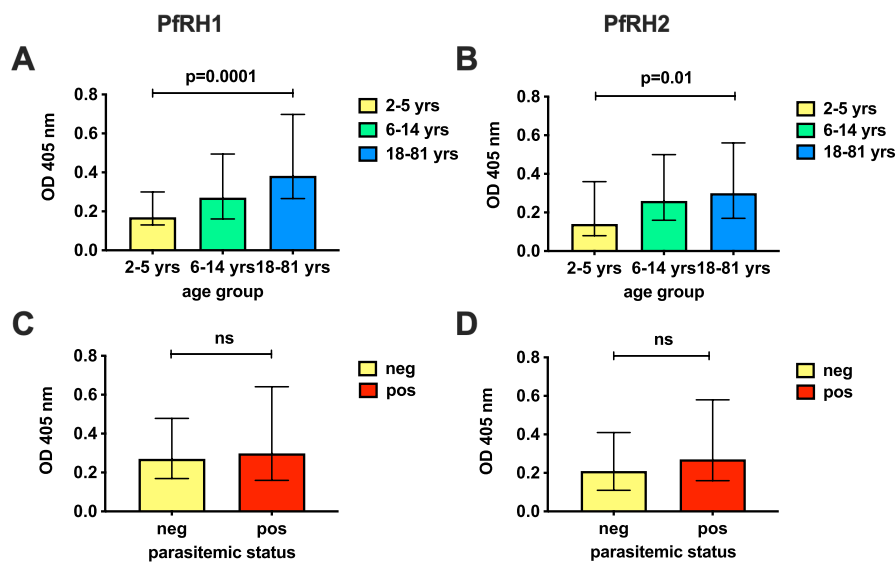 PfRH1
PfRH2
A
p=0.0001
0.8
0.6
0.4
0.2
0.0
OD 405 nm
2-5 yrs
6-14 yrs
18-81 yrs
age group
2-5 yrs
6-14 yrs
18-81 yrs
B
p=0.01
0.8
0.6
0.4
0.2
0.0
OD 405 nm
2-5 yrs
6-14 yrs
18-81 yrs
age group
2-5 yrs
6-14 yrs
18-81 yrs
C
ns
0.8
0.6
0.4
0.2
0.0
OD 405 nm
neg
pos
parasitemic status
neg
pos
D
ns
0.8
0.6
0.4
0.2
0.0
OD 405 nm
neg
pos
parasitemic status
neg
pos